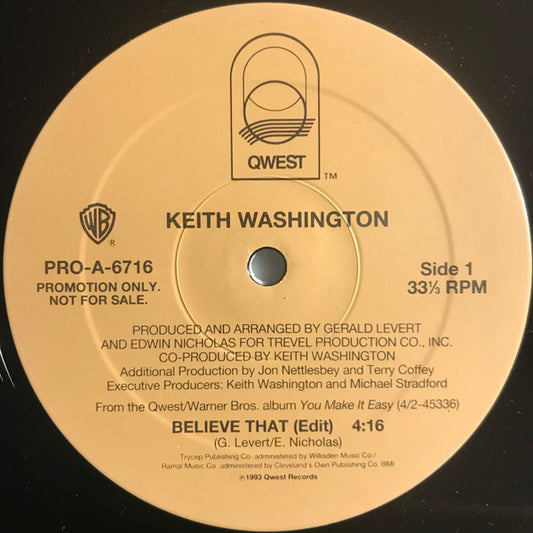 QWEST
TM
KEITH WASHINGTON
WB
R
PRO-A-6716
PROMOTION ONLY.
NOT FOR SALE.
Side 1
33⅓ RPM
PRODUCED AND ARRANGED BY GERALD LEVERT
AND EDWIN NICHOLAS FOR TREVEL PRODUCTION CO., INC.
CO-PRODUCED BY KEITH WASHINGTON
Additional Production by Jon Nettlesbey and Terry Coffey
Executive Producers: Keith Washington and Michael Stradford
From the Qwest/Warner Bros. album You Make It Easy (4/2-45336)
BELIEVE THAT (Edit) 4:16
(G. Levert/E. Nicholas)
Trycep Publishing Co. administered by Willisden Music Co./
Ramal Music Co. administered by Cleveland's Own Publishing Co. BMI
℗1993 Qwest Records